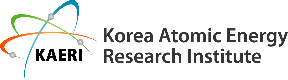 KAERI
Korea Atomic Energy
Research Institute